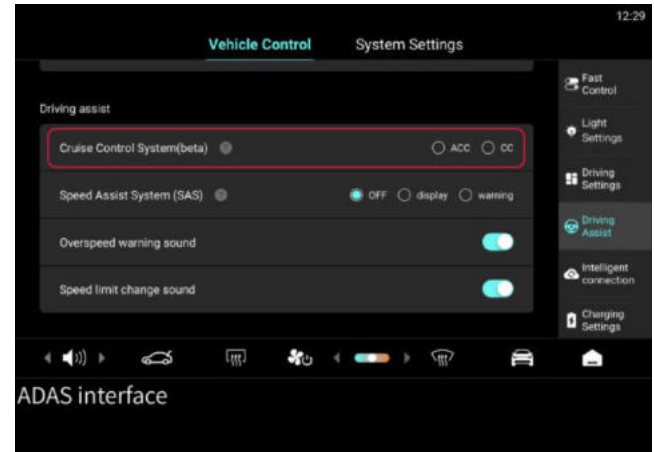 12:29
Vehicle Control System Settings
Driving assist
Cruise Control System(beta) ACC CC
Speed Assist System (SAS) OFF display warning
Overspeed warning sound
Speed limit change sound
Fast
Control
Light
Settings
Driving
Settings
Driving
Assist
Intelligent
connection
Charging
Settings
ADAS interface